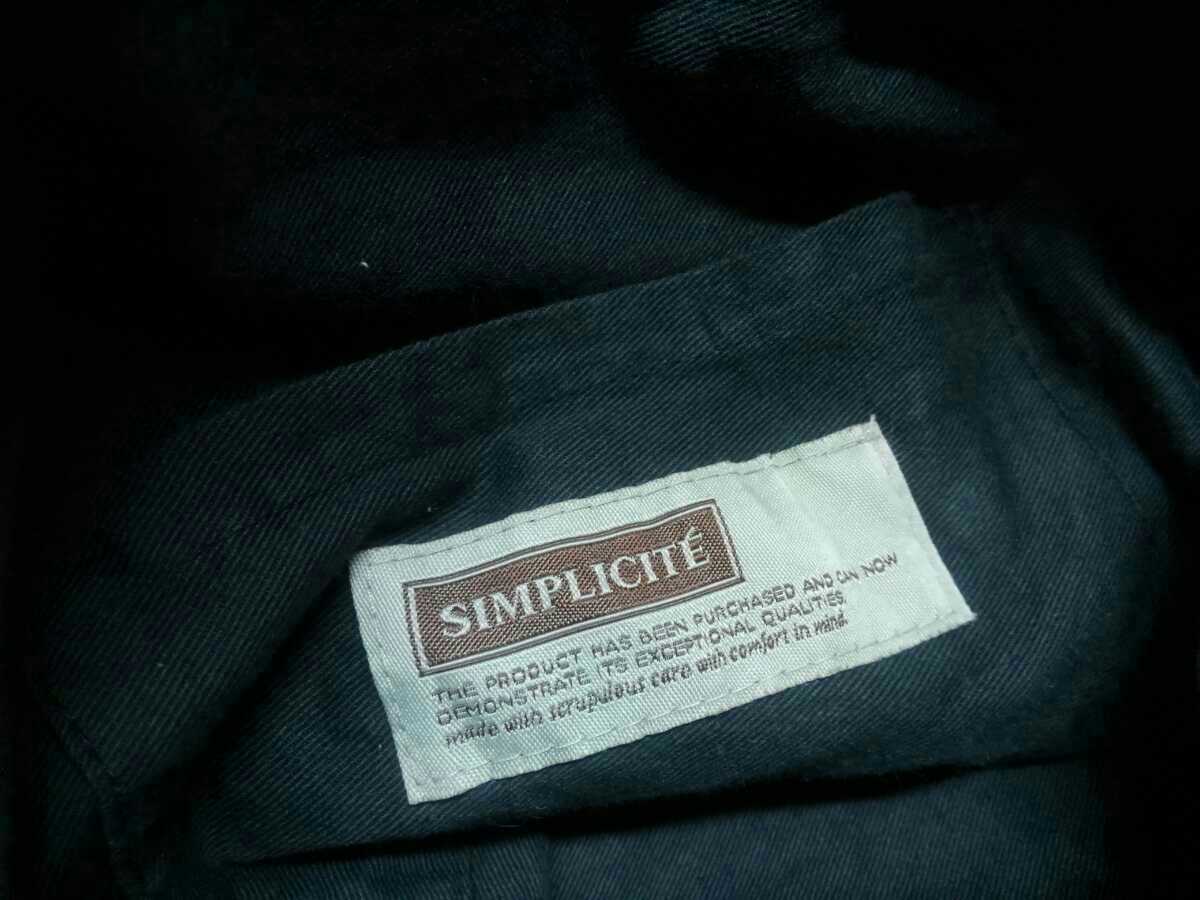 SIMPLICITÉ
THE PRODUCT HAS BEEN PURCHASED AND CAN NOW
DEMONSTRATE ITS EXCEPTIONAL QUALITIES.
made with scrupulous care with comfort in mind.